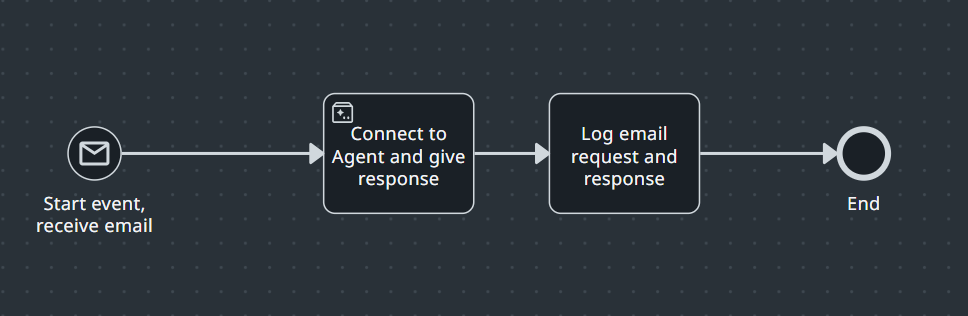 Start event,
receive email
Connect to
Agent and give
response
Log email
request and
response
End